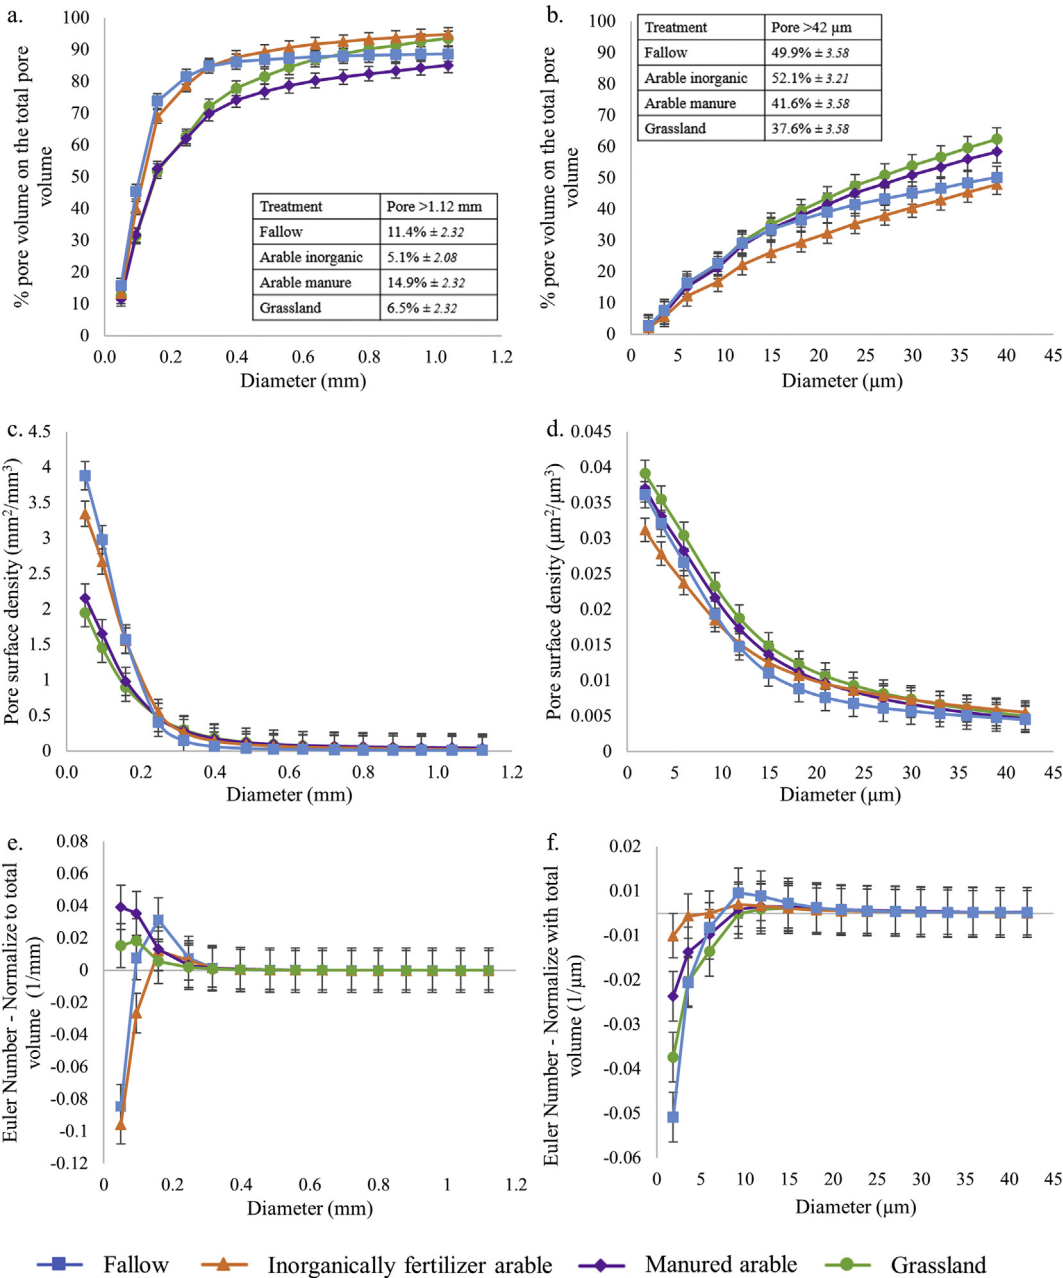 a.
% pore volume on the total pore
volume
100
90
80
70
60
50
40
30
20
10
0
0.0 0.2 0.4 0.6 0.8 1.0 1.2
Diameter (mm)
Treatment Pore >1.12 mm
Fallow 11.4% ± 2.32
Arable inorganic 5.1% ± 2.08
Arable manure 14.9% ± 2.32
Grassland 6.5% ± 2.32
b.
% pore volume on the total pore
volume
100
90
80
70
60
50
40
30
20
10
0
0 5 10 15 20 25 30 35 40 45
Diameter (µm)
Treatment Pore >42 µm
Fallow 49.9% ± 3.58
Arable inorganic 52.1% ± 3.21
Arable manure 41.6% ± 3.58
Grassland 37.6% ± 3.58
c.
Pore surface density (mm2/mm3)
4.5
4
3.5
3
2.5
2
1.5
1
0.5
0
0.0 0.2 0.4 0.6 0.8 1.0 1.2
Diameter (mm)
d.
Pore surface density (µm2/µm3)
0.045
0.04
0.035
0.03
0.025
0.02
0.015
0.01
0.005
0
0 5 10 15 20 25 30 35 40 45
Diameter (µm)
e.
Euler Number - Normalize to total
volume (1/mm)
0.08
0.06
0.04
0.02
0
-0.02
-0.04
-0.06
-0.08
-0.1
-0.12
0 0.2 0.4 0.6 0.8 1 1.2
Diameter (mm)
f.
Euler Number - Normalize with total
volume (1/µm)
0.02
0.01
-0.01
-0.02
-0.03
-0.04
-0.05
-0.06
0 5 10 15 20 25 30 35 40 45
Diameter (µm)
Fallow Inorganically fertilizer arable Manured arable Grassland